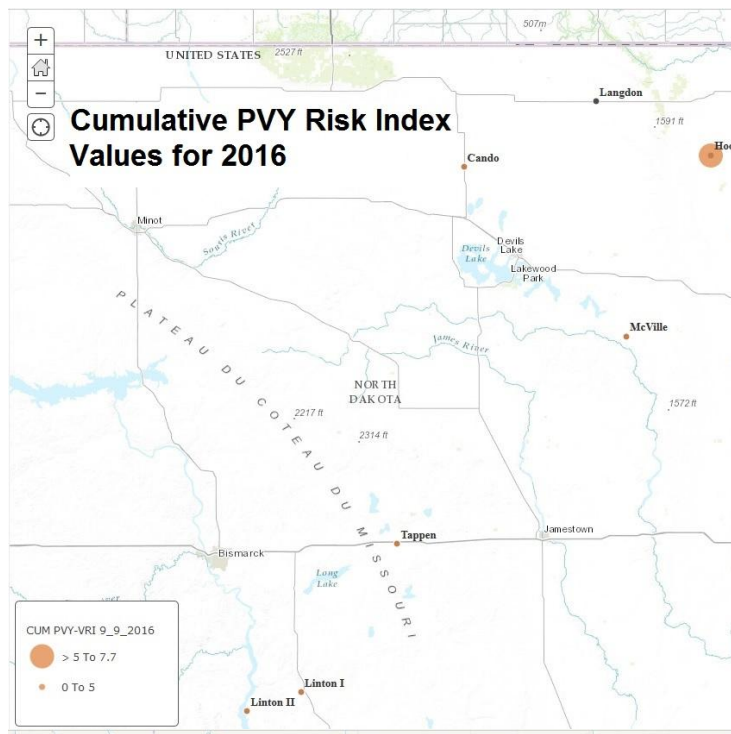 +
−
507m
UNITED STATES
2527 ft
Langdon
Cumulative PVY Risk Index
Values for 2016
1591 ft
Hoo
Cando
Minot
Souris River
Devils
Lake
Devils
Lake
Lakewood
Park
PLATEAU DU COTEAU DU MISSOURI
McVille
James River
NORTH
DAKOTA
2217 ft
2314 ft
1572 ft
Tappen
Jamestown
Bismarck
Long
Lake
CUM PVY-VRI 9_9_2016
> 5 To 7.7
0 To 5
Linton I
Linton II